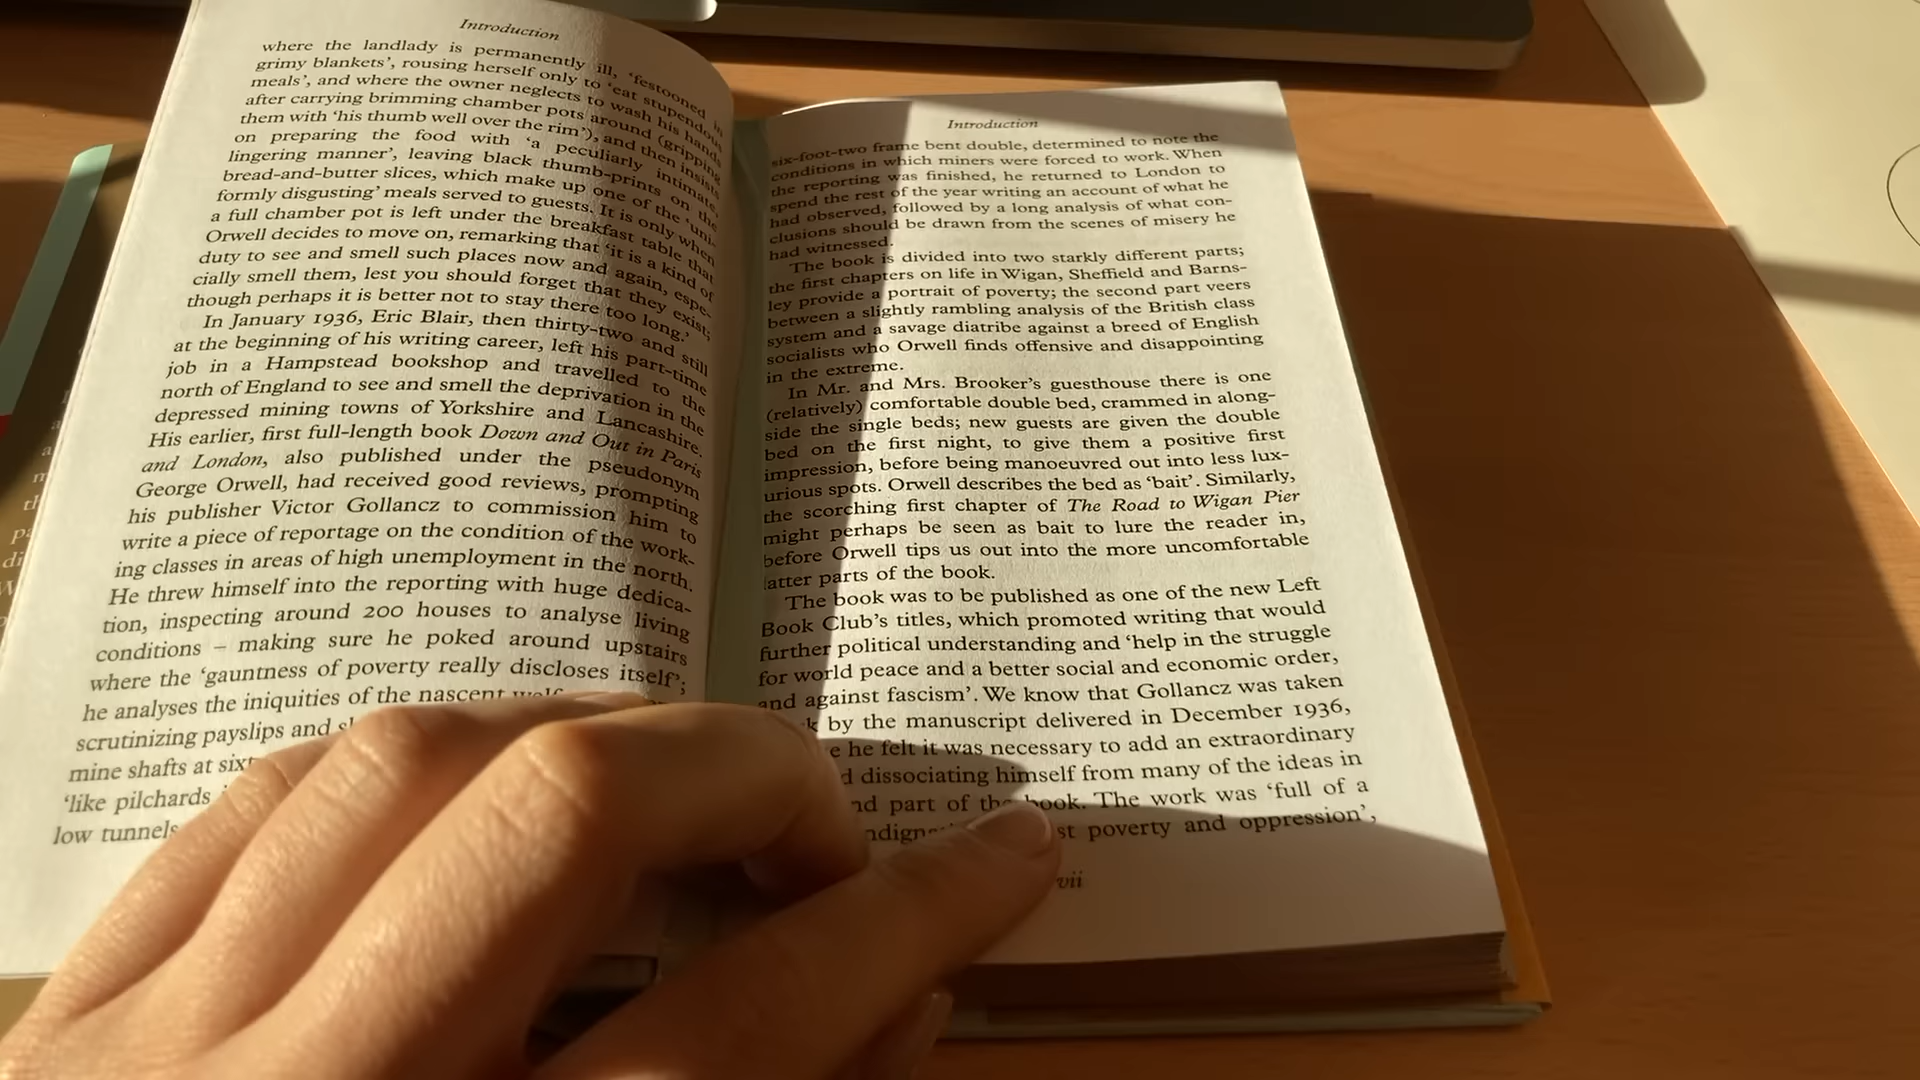 Introduction
where the landlady is permanently ill, ‘festooned in
grimy blankets’, rousing herself only to ‘eat stupendous
meals’, and where the owner neglects to wash his hands
after carrying brimming chamber pots around (gripping
them with ‘his thumb well over the rim’), and then insists
on preparing the food with ‘a peculiarly intimate,
lingering manner’, leaving black thumb-prints on the
bread-and-butter slices, which make up one of the ‘uni-
formly disgusting’ meals served to guests. It is only when
a full chamber pot is left under the breakfast table that
Orwell decides to move on, remarking that ‘it is a kind of
duty to see and smell such places now and again, espe-
cially smell them, lest you should forget that they exist;
though perhaps it is better not to stay there too long.’
In January 1936, Eric Blair, then thirty-two and still
at the beginning of his writing career, left his part-time
job in a Hampstead bookshop and travelled to the
north of England to see and smell the deprivation in the
depressed mining towns of Yorkshire and Lancashire.
His earlier, first full-length book Down and Out in Paris
and London, also published under the pseudonym
George Orwell, had received good reviews, prompting
his publisher Victor Gollancz to commission him to
write a piece of reportage on the condition of the work-
ing classes in areas of high unemployment in the north.
He threw himself into the reporting with huge dedica-
tion, inspecting around 200 houses to analyse living
conditions – making sure he poked around upstairs
where the ‘gauntness of poverty really discloses itself’;
he analyses the iniquities of the nascent
scrutinizing payslips and
mine shafts at
‘like pilchards
low tunnels
Introduction
six-foot-two frame bent double, determined to note the
conditions in which miners were forced to work. When
the reporting was finished, he returned to London to
spend the rest of the year writing an account of what he
had observed, followed by a long analysis of what con-
clusions should be drawn from the scenes of misery he
had witnessed.
The book is divided into two starkly different parts;
the first chapters on life in Wigan, Sheffield and Barns-
ley provide a portrait of poverty; the second part veers
between a slightly rambling analysis of the British class
system and a savage diatribe against a breed of English
socialists who Orwell finds offensive and disappointing
in the extreme.
In Mr. and Mrs. Brooker’s guesthouse there is one
(relatively) comfortable double bed, crammed in along-
side the single beds; new guests are given the double
bed on the first night, to give them a positive first
impression, before being manoeuvred out into less lux-
urious spots. Orwell describes the bed as ‘bait’. Similarly,
the scorching first chapter of The Road to Wigan Pier
might perhaps be seen as bait to lure the reader in,
before Orwell tips us out into the more uncomfortable
latter parts of the book.
The book was to be published as one of the new Left
Book Club’s titles, which promoted writing that would
further political understanding and ‘help in the struggle
for world peace and a better social and economic order,
and against fascism’. We know that Gollancz was taken
by the manuscript delivered in December 1936,
he felt it was necessary to add an extraordinary
dissociating himself from many of the ideas in
part of the book. The work was ‘full of a
poverty and oppression’,
vii